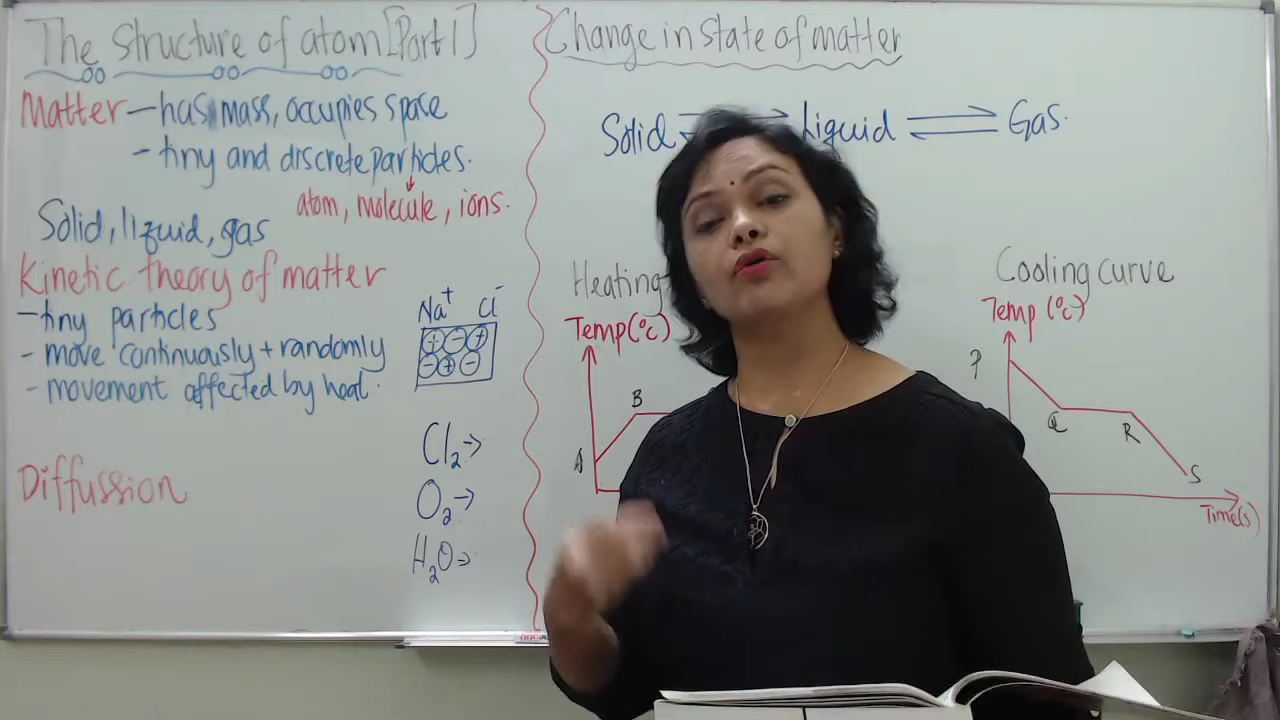 The structure of atom [Part 1]
Matter - has mass, occupies space
- tiny and discrete particles.
atom, molecule, ions.
Solid, liquid, gas
Kinetic theory of matter
- tiny particles
- move continuously + randomly
- movement affected by heat.
Na+ Cl-
+ - +
- + -
Diffussion
Cl2 →
O2 →
H2O →
Change in state of matter
Solid ⇌ Liquid ⇌ Gas.
Heating
Temp (°c)
A
B
Cooling curve
Temp (°c)
P
Q
R
S
Time(s)